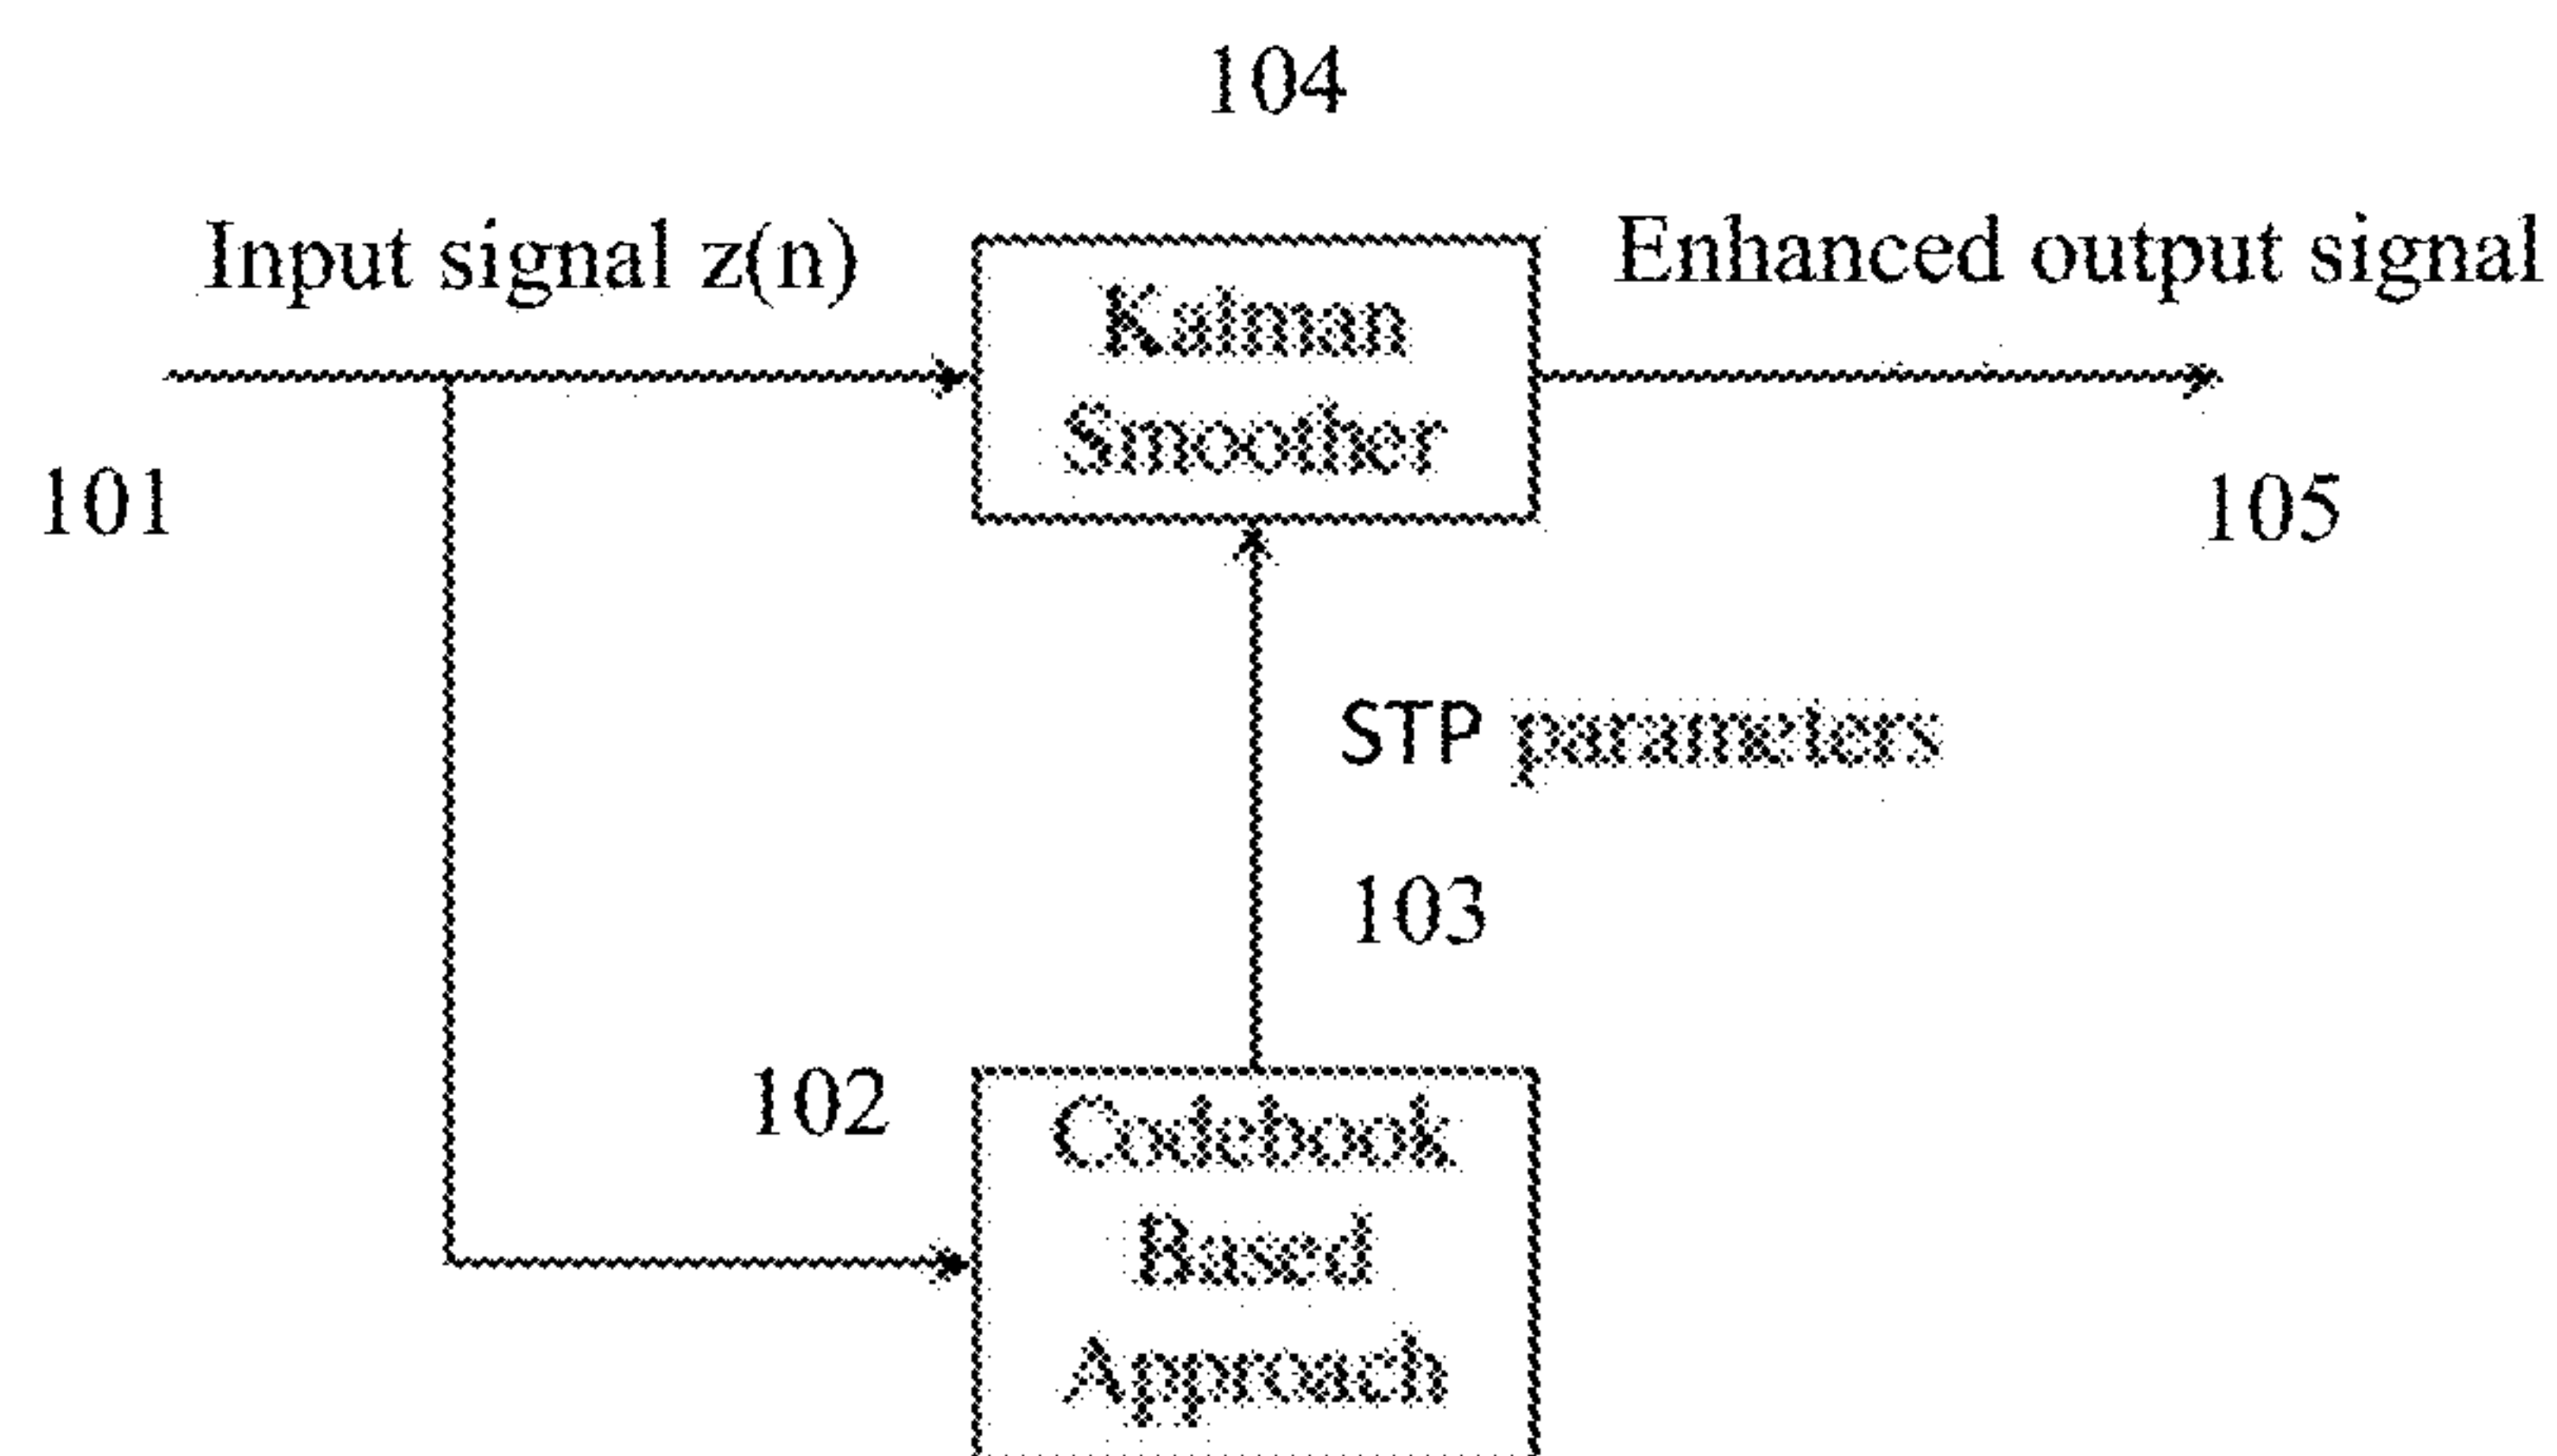 104
Input signal z(n)
Enhanced output signal
Kalman
Smoother
101
105
STP parameters
103
102
Codebook
Based
Approach